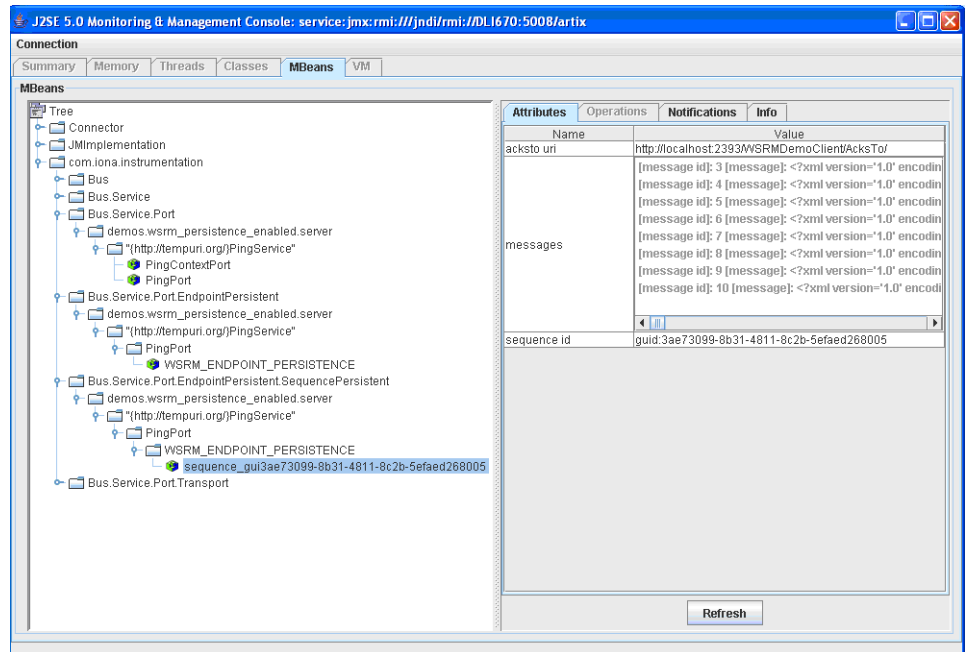 J2SE 5.0 Monitoring & Management Console: service:jmx:rmi:///jndi/rmi://DLI670:5008/artix
Connection
Summary Memory Threads Classes MBeans VM
MBeans
Tree
Connector
JMImplementation
com.iona.instrumentation
Bus
Bus.Service
Bus.Service.Port
demos.wsrm_persistence_enabled.server
"{http://tempuri.org/}PingService"
PingContextPort
PingPort
Bus.Service.Port.EndpointPersistent
demos.wsrm_persistence_enabled.server
"{http://tempuri.org/}PingService"
PingPort
WSRM_ENDPOINT_PERSISTENCE
Bus.Service.Port.EndpointPersistent.SequencePersistent
demos.wsrm_persistence_enabled.server
"{http://tempuri.org/}PingService"
PingPort
WSRM_ENDPOINT_PERSISTENCE
sequence_gui3ae73099-8b31-4811-8c2b-5efaed268005
Bus.Service.Port.Transport
Attributes Operations Notifications Info
Name Value
acksto uri http://localhost:2393/WSRMDemoClient/AcksTo/
messages
[message id]: 3 [message]: <?xml version='1.0' encodin
[message id]: 4 [message]: <?xml version='1.0' encodin
[message id]: 5 [message]: <?xml version='1.0' encodin
[message id]: 6 [message]: <?xml version='1.0' encodin
[message id]: 7 [message]: <?xml version='1.0' encodin
[message id]: 8 [message]: <?xml version='1.0' encodin
[message id]: 9 [message]: <?xml version='1.0' encodin
[message id]: 10 [message]: <?xml version='1.0' encodi
sequence id guid:3ae73099-8b31-4811-8c2b-5efaed268005
Refresh